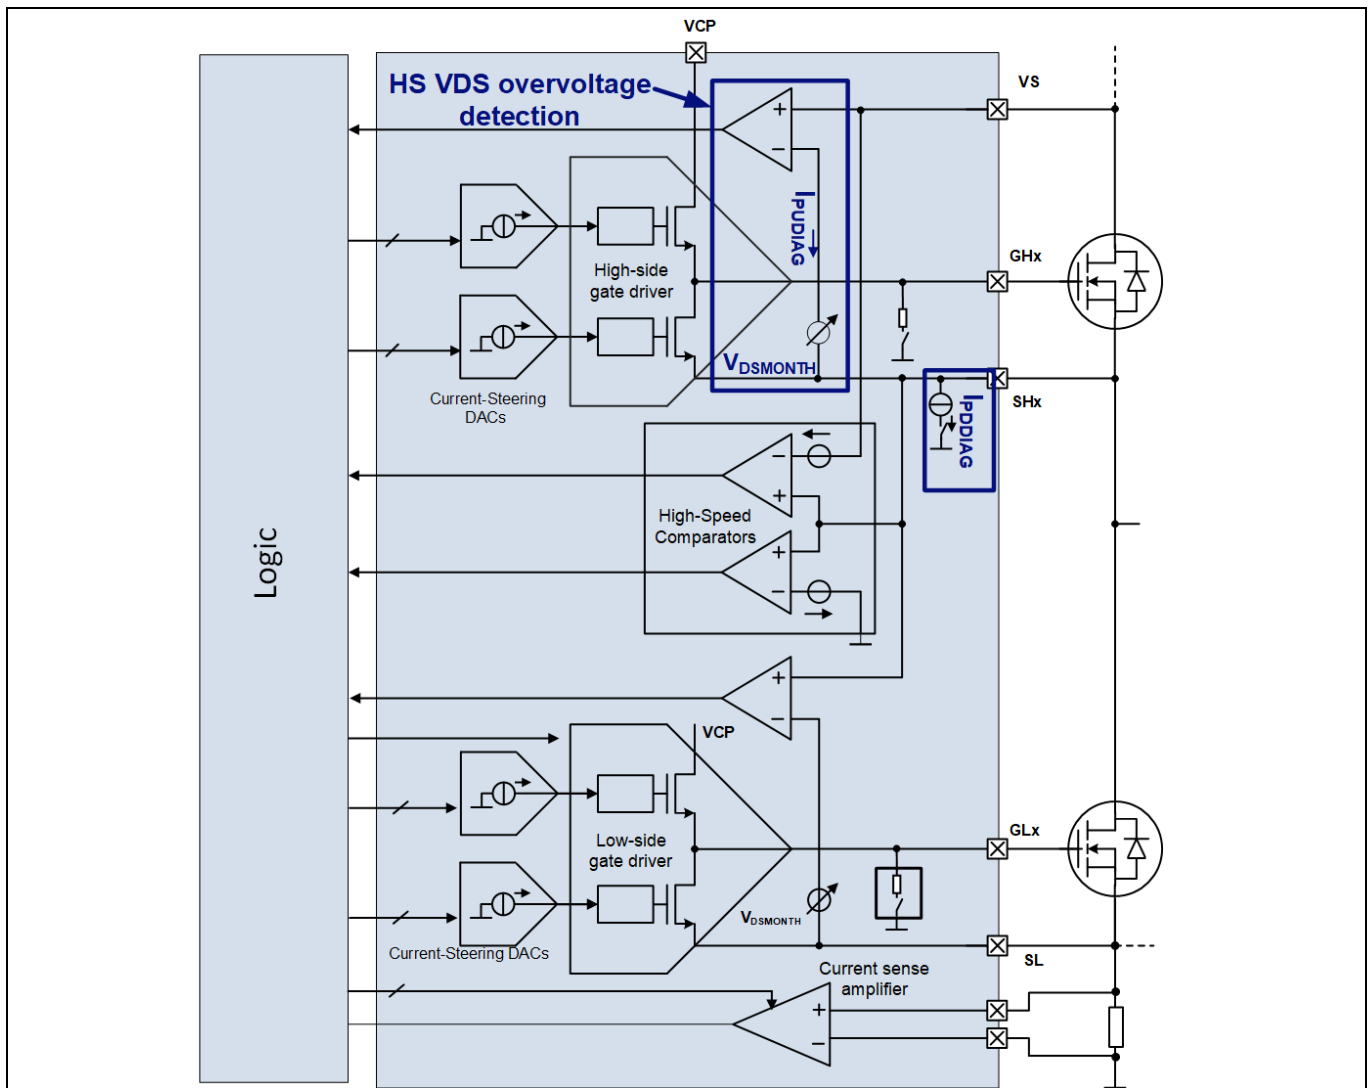 VCP
HS VDS overvoltage
detection
VS
+
−
IPUDIAG
GHx
High-side
gate driver
VDSMONTH
SHx
IPDDIAG
Current-Steering
DACs
−
+
High-Speed
Comparators
+
−
Logic
+
−
VCP
GLx
Low-side
gate driver
VDSMONTH
Current-Steering DACs
SL
Current sense
amplifier
+
−